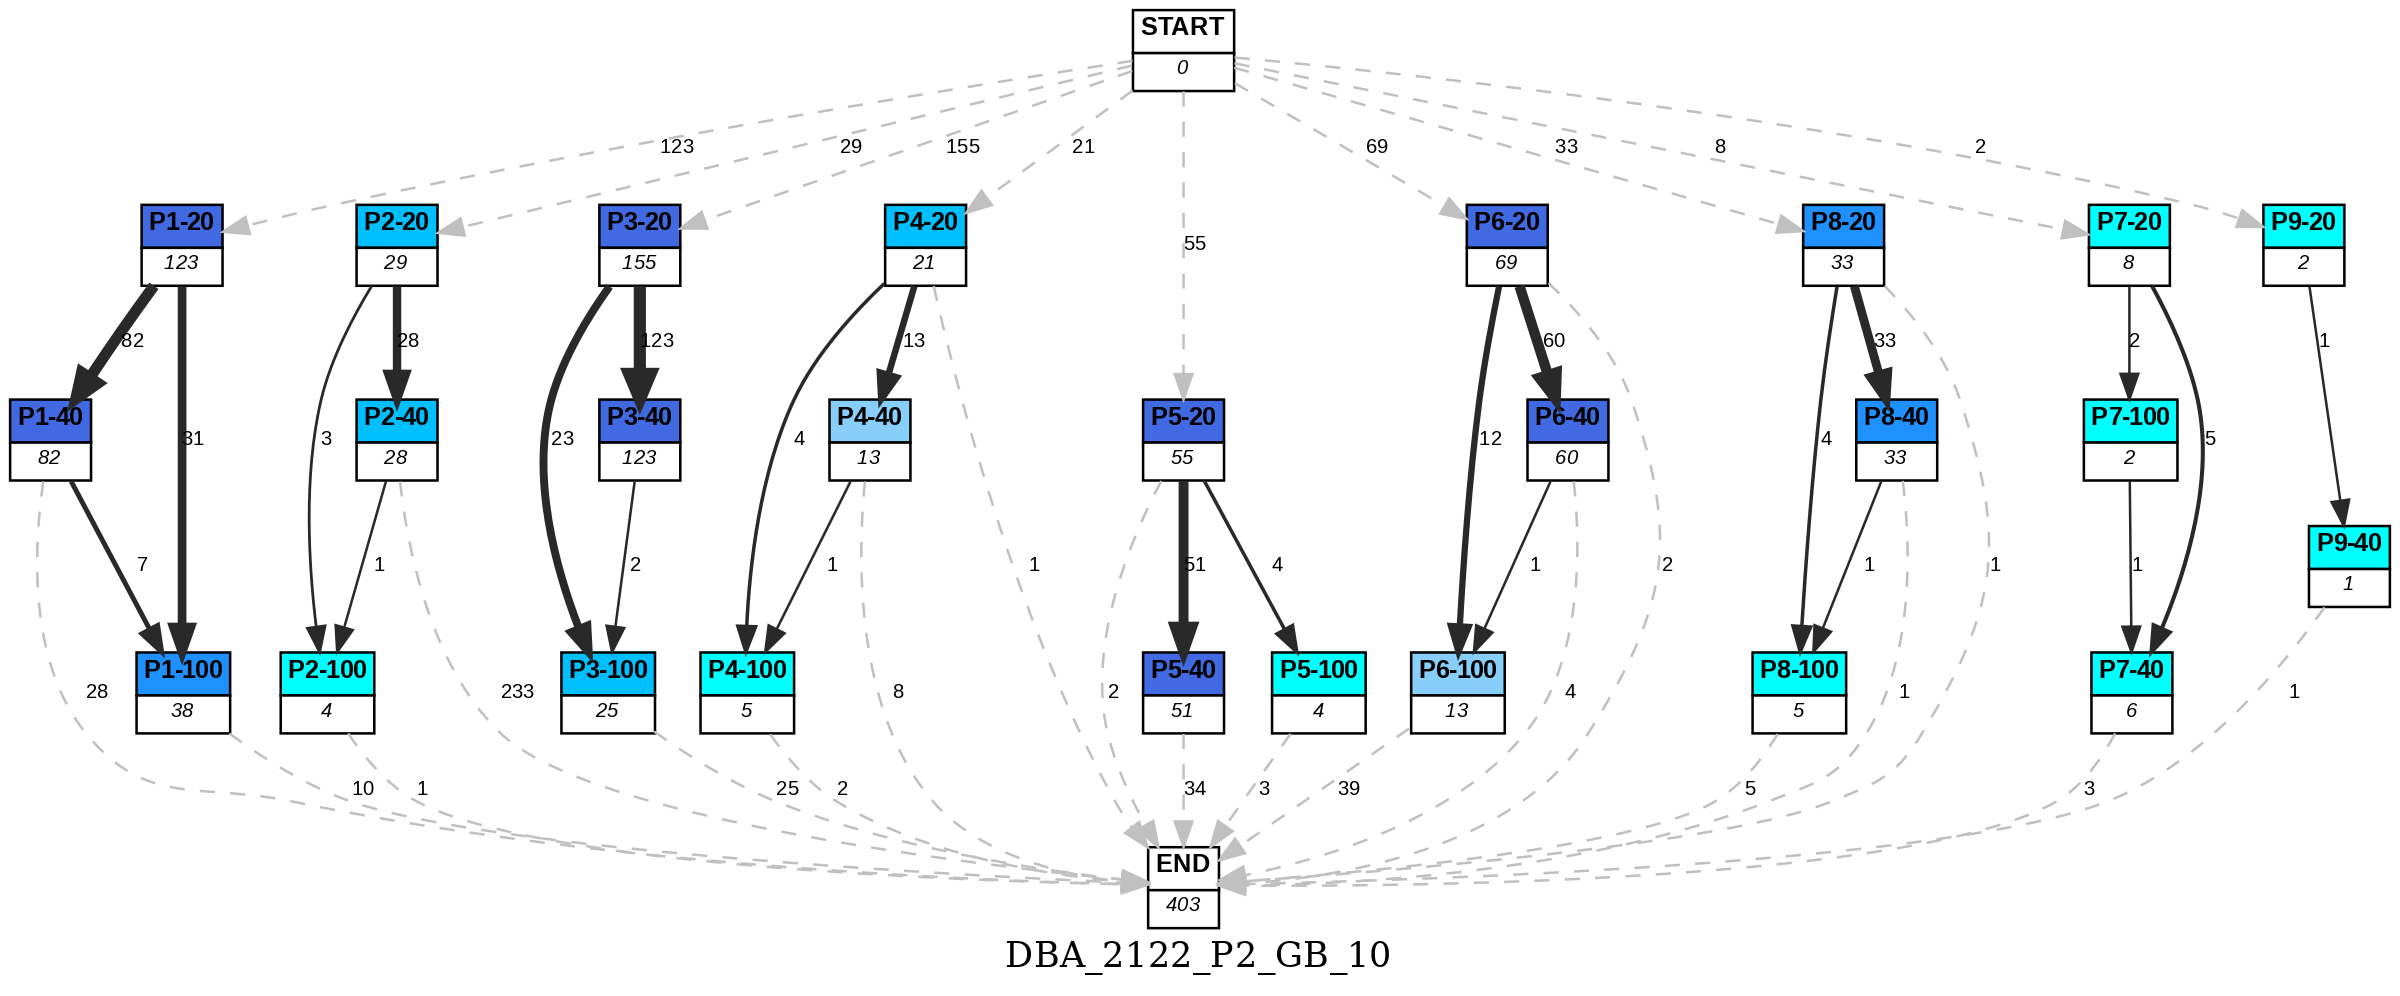 START
0
123
29
155
21
69
33
8
2
P1-20
123
P2-20
29
P3-20
155
P4-20
21
55
P6-20
69
P8-20
33
P7-20
8
P9-20
2
82
28
123
13
60
33
2
1
P1-40
82
31
3
P2-40
28
23
P3-40
123
4
P4-40
13
P5-20
55
12
P6-40
60
4
P8-40
33
P7-100
2
5
7
1
2
1
1
51
4
1
2
1
1
1
P9-40
1
28
P1-100
38
P2-100
4
233
P3-100
25
P4-100
5
8
2
P5-40
51
P5-100
4
P6-100
13
4
P8-100
5
1
P7-40
6
1
10
1
25
2
34
3
39
5
3
END
403
DBA_2122_P2_GB_10